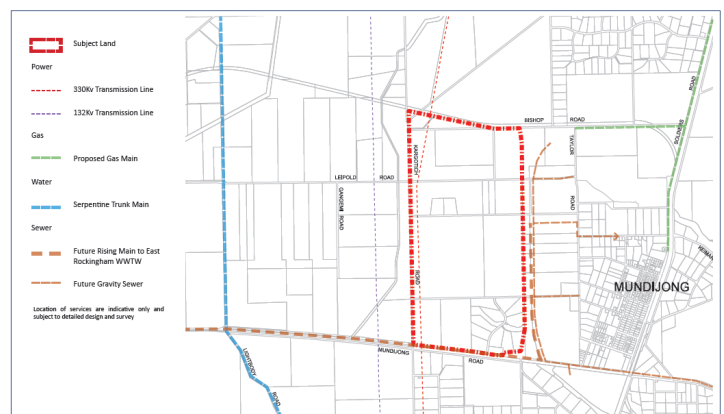 Subject Land
Power
330Kv Transmission Line
132Kv Transmission Line
Gas
Proposed Gas Main
Water
Serpentine Trunk Main
Sewer
Future Rising Main to East
Rockingham WWTW
Future Gravity Sewer
Location of services are indicative only and
subject to detailed design and survey
BISHOP ROAD
SOLDIERS ROAD
TAYLOR ROAD
KARGOTICH ROAD
LEIPOLD ROAD
ROAD
MUNDIJONG
MUNDIJONG ROAD
LIGHTBODY ROAD